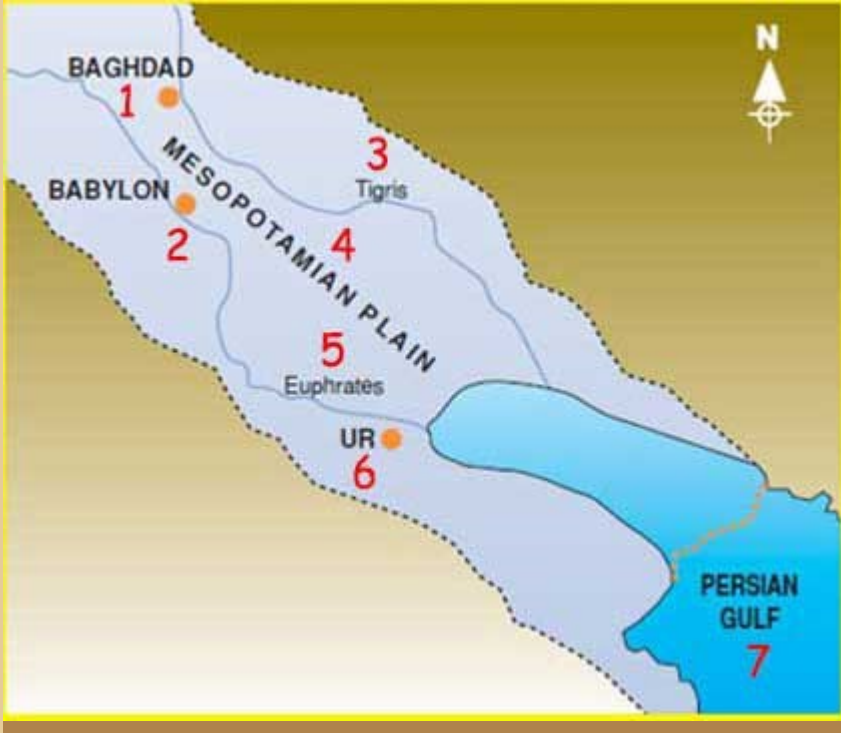 N
BAGHDAD
1
MESOPOTAMIAN PLAIN
3
Tigris
BABYLON
2
4
5
Euphrates
UR
6
PERSIAN
GULF
7